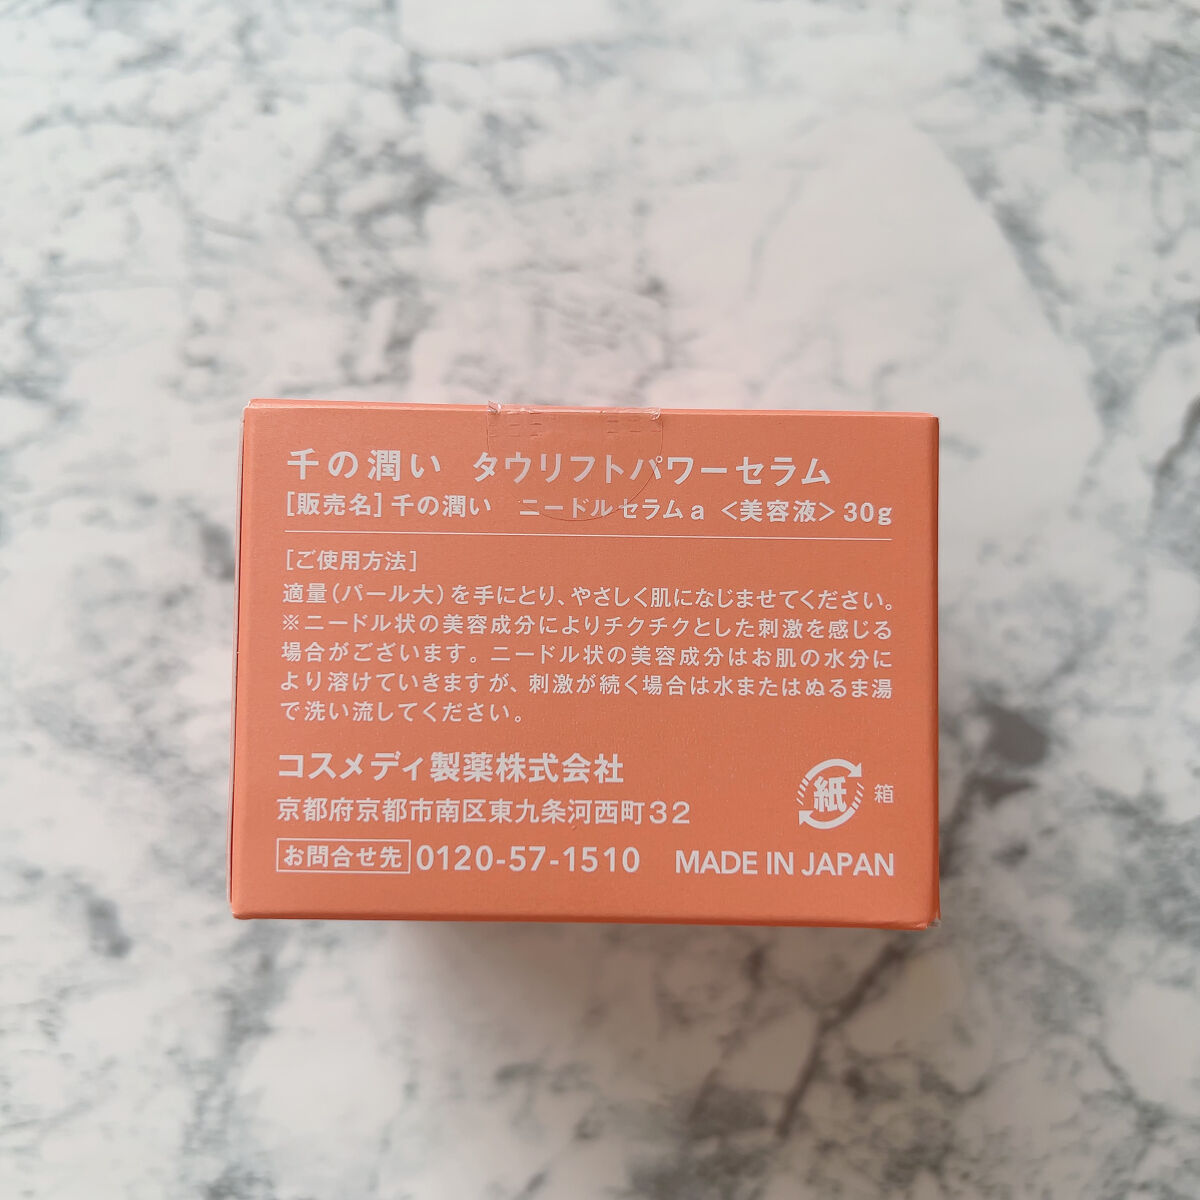 千の潤い タウリフトパワーセラム
[販売名]千の潤い ニードルセラムa <美容液> 30g
[ご使用方法]
適量(パール大)を手にとり、やさしく肌になじませてください。
※ニードル状の美容成分によりチクチクとした刺激を感じる
場合がございます。ニードル状の美容成分はお肌の水分に
より溶けていきますが、刺激が続く場合は水またはぬるま湯
で洗い流してください。
コスメディ製薬株式会社
京都府京都市南区東九条河西町32
紙 箱
お問合せ先 0120-57-1510 MADE IN JAPAN